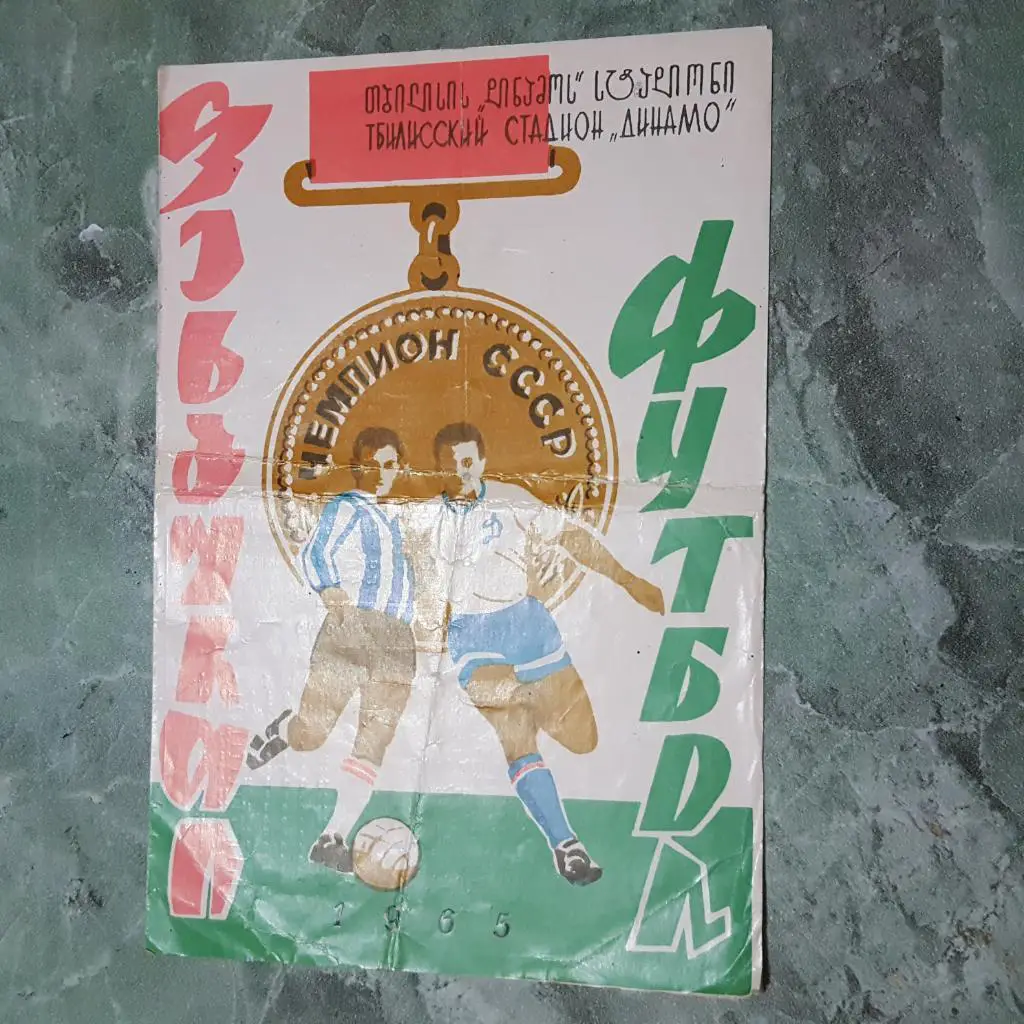 თბილისის „დინამოს“ სტადიონი
ТБИЛИССКИЙ СТАДИОН „ДИНАМО“
ფეხბურთი
ФУТБОЛ
ЧЕМПИОН СССР
Д
1965